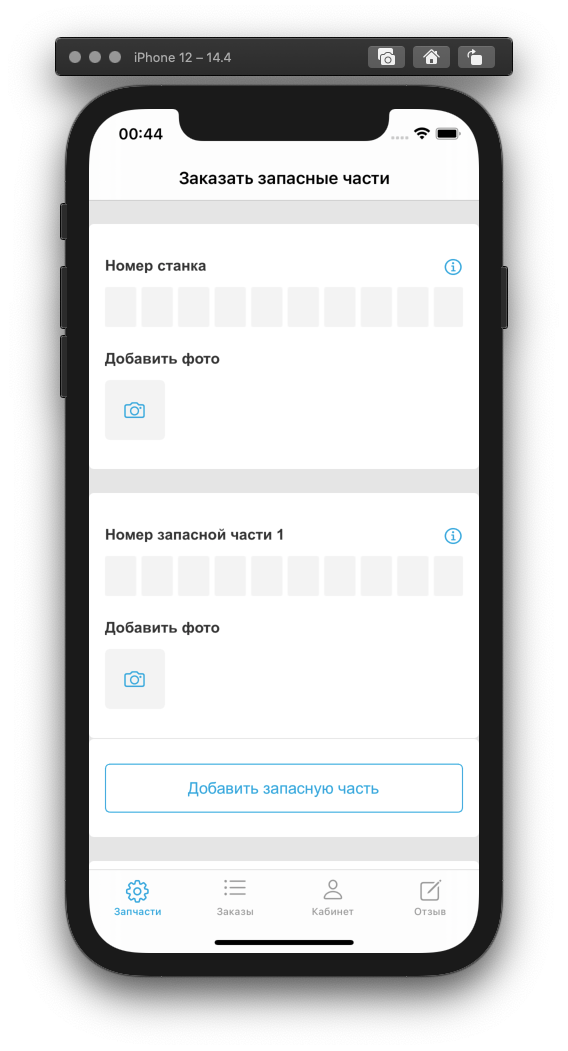 iPhone 12 – 14.4
00:44
Заказать запасные части
Номер станка
Добавить фото
Номер запасной части 1
Добавить фото
Добавить запасную часть
Запчасти
Заказы
Кабинет
Отзыв